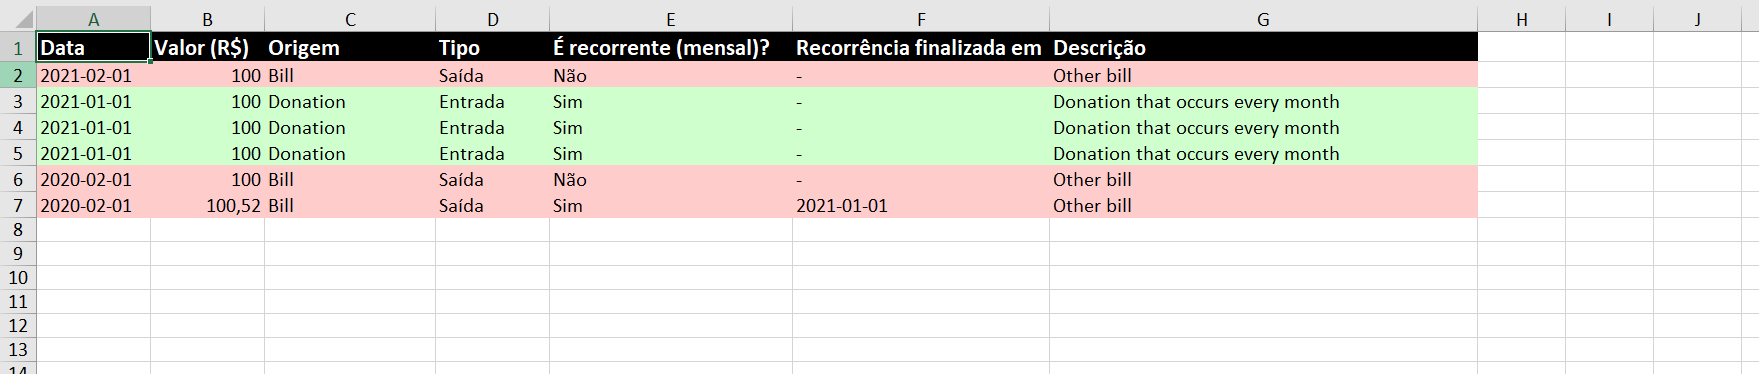 A B C D E F G H I J
1 Data Valor (R$) Origem Tipo É recorrente (mensal)? Recorrência finalizada em Descrição
2 2021-02-01 100 Bill Saída Não - Other bill
3 2021-01-01 100 Donation Entrada Sim - Donation that occurs every month
4 2021-01-01 100 Donation Entrada Sim - Donation that occurs every month
5 2021-01-01 100 Donation Entrada Sim - Donation that occurs every month
6 2020-02-01 100 Bill Saída Não - Other bill
7 2020-02-01 100,52 Bill Saída Sim 2021-01-01 Other bill
8
9
10
11
12
13
14